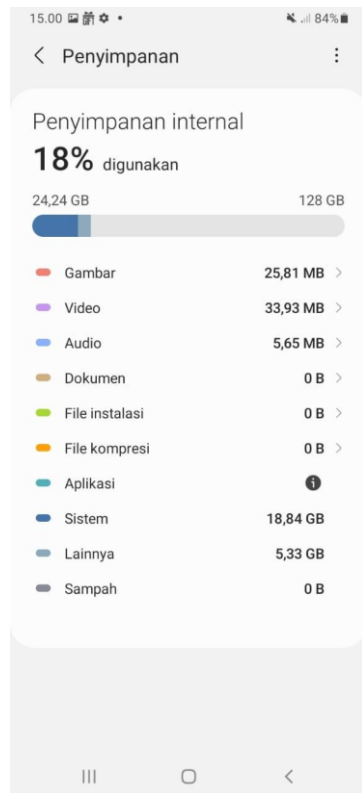 15.00 84%
Penyimpanan
Penyimpanan internal
18% digunakan
24,24 GB 128 GB
Gambar 25,81 MB
Video 33,93 MB
Audio 5,65 MB
Dokumen 0 B
File instalasi 0 B
File kompresi 0 B
Aplikasi
Sistem 18,84 GB
Lainnya 5,33 GB
Sampah 0 B